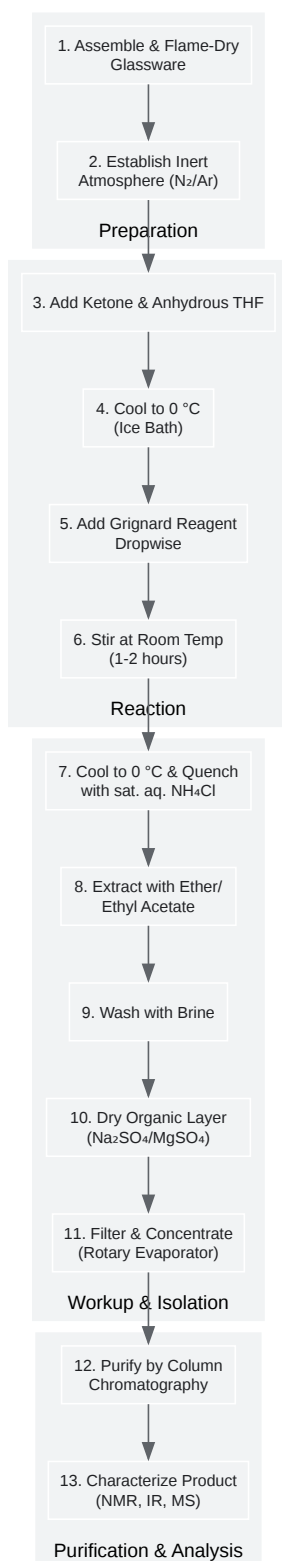 1. Assemble & Flame-Dry
Glassware
2. Establish Inert
Atmosphere (N₂/Ar)
Preparation
3. Add Ketone & Anhydrous THF
4. Cool to 0 °C
(Ice Bath)
5. Add Grignard Reagent
Dropwise
6. Stir at Room Temp
(1-2 hours)
Reaction
7. Cool to 0 °C & Quench
with sat. aq. NH₄Cl
8. Extract with Ether/
Ethyl Acetate
9. Wash with Brine
10. Dry Organic Layer
(Na₂SO₄/MgSO₄)
11. Filter & Concentrate
(Rotary Evaporator)
Workup & Isolation
12. Purify by Column
Chromatography
13. Characterize Product
(NMR, IR, MS)
Purification & Analysis